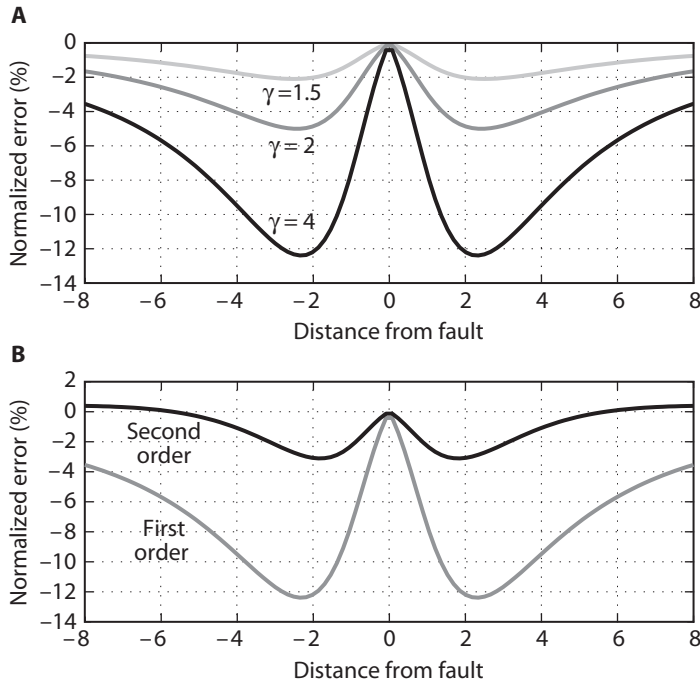 A
Normalized error (%)
0
−2
−4
−6
−8
−10
−12
−14
γ = 1.5
γ = 2
γ = 4
−8 −6 −4 −2 0 2 4 6 8
Distance from fault
B
Normalized error (%)
2
0
−2
−4
−6
−8
−10
−12
−14
Second
order
First
order
−8 −6 −4 −2 0 2 4 6 8
Distance from fault